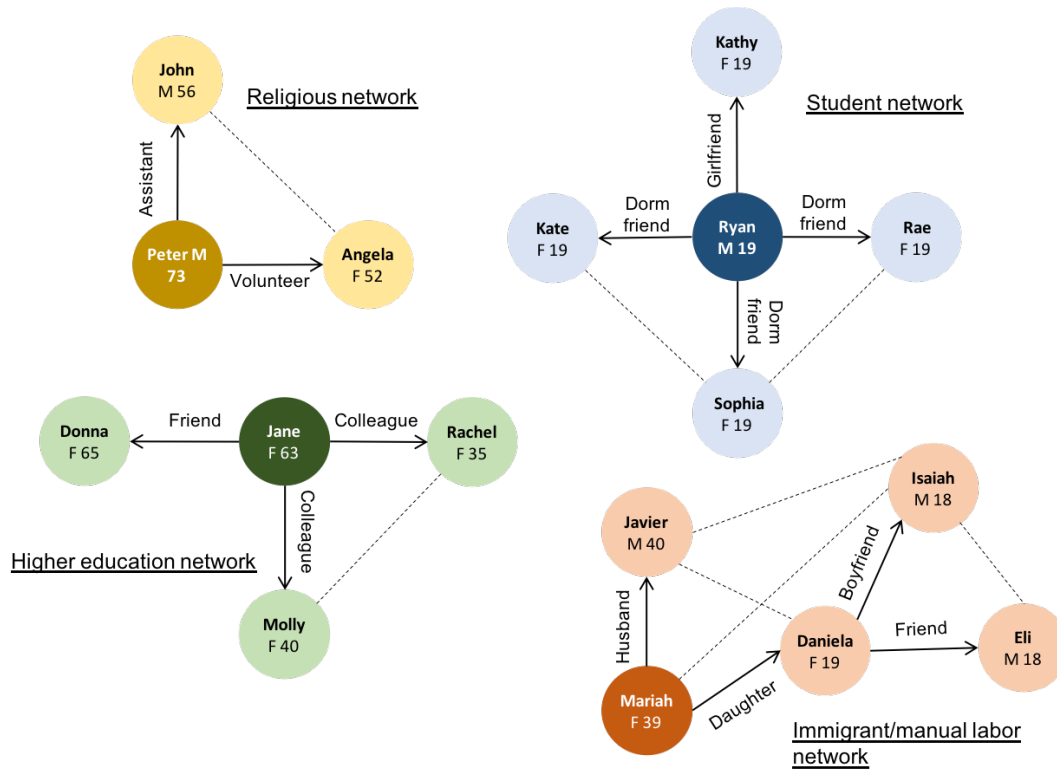 John
M 56
Religious network
Assistant
Peter M
73
Volunteer
Angela
F 52
Kathy
F 19
Student network
Girlfriend
Kate
F 19
Dorm
friend
Ryan
M 19
Dorm
friend
Rae
F 19
Dorm
friend
Sophia
F 19
Donna
F 65
Friend
Jane
F 63
Colleague
Rachel
F 35
Colleague
Higher education network
Molly
F 40
Isaiah
M 18
Javier
M 40
Boyfriend
Husband
Daniela
F 19
Friend
Eli
M 18
Mariah
F 39
Daughter
Immigrant/manual labor
network